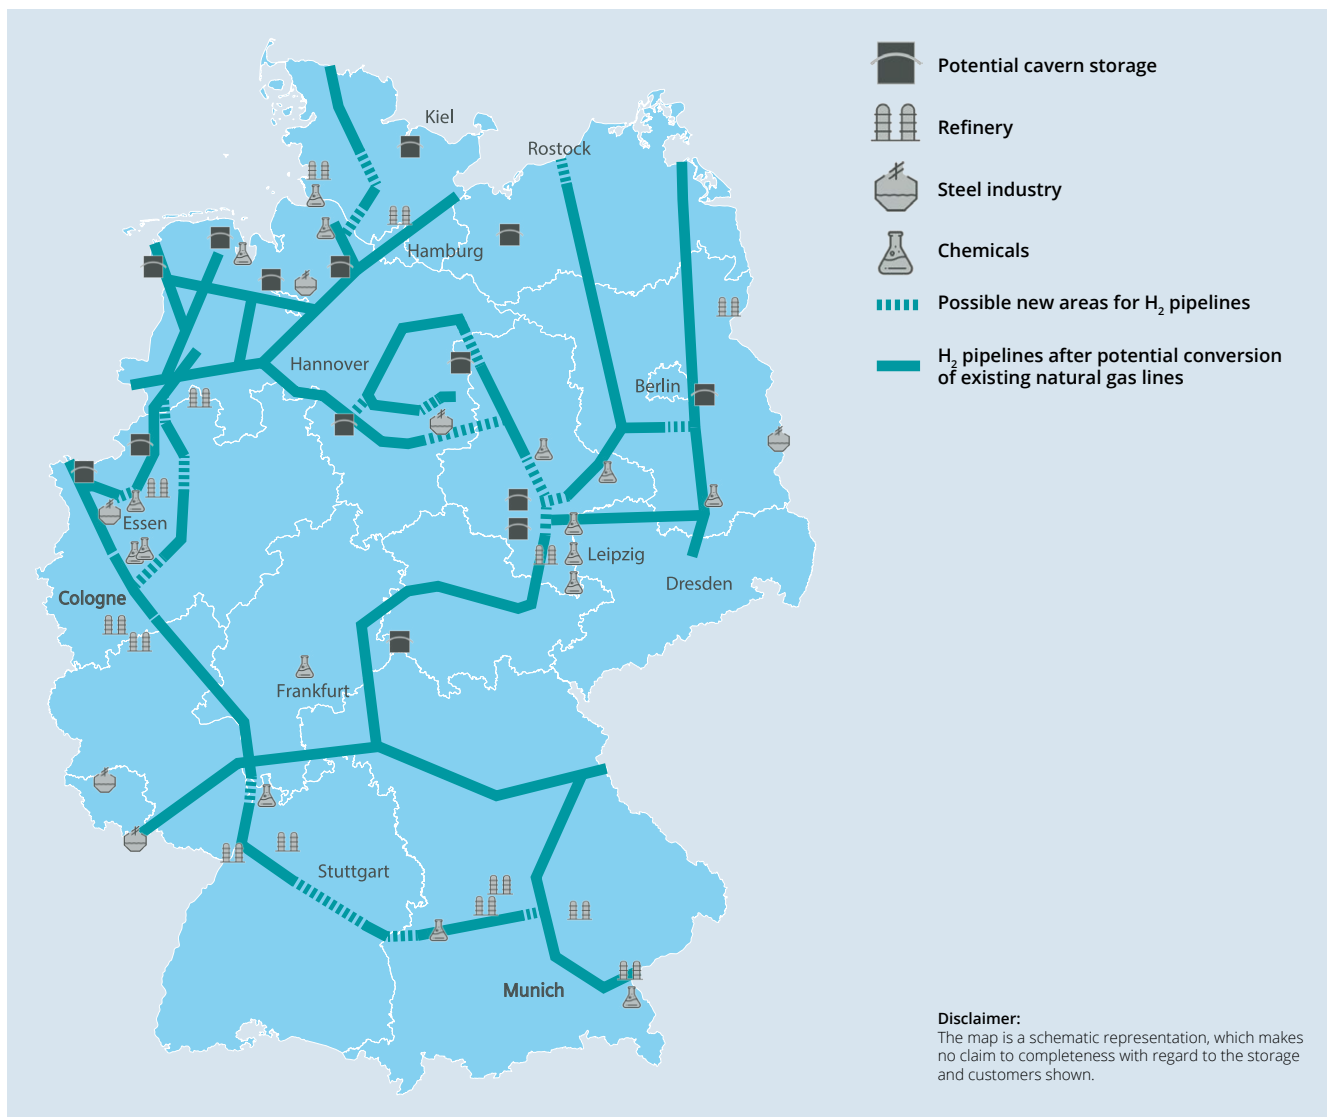 Potential cavern storage
Refinery
Steel industry
Chemicals
Possible new areas for H2 pipelines
H2 pipelines after potential conversion
of existing natural gas lines
Kiel
Rostock
Hamburg
Hannover
Berlin
Essen
Leipzig
Dresden
Cologne
Frankfurt
Stuttgart
Munich
Disclaimer:
The map is a schematic representation, which makes
no claim to completeness with regard to the storage
and customers shown.